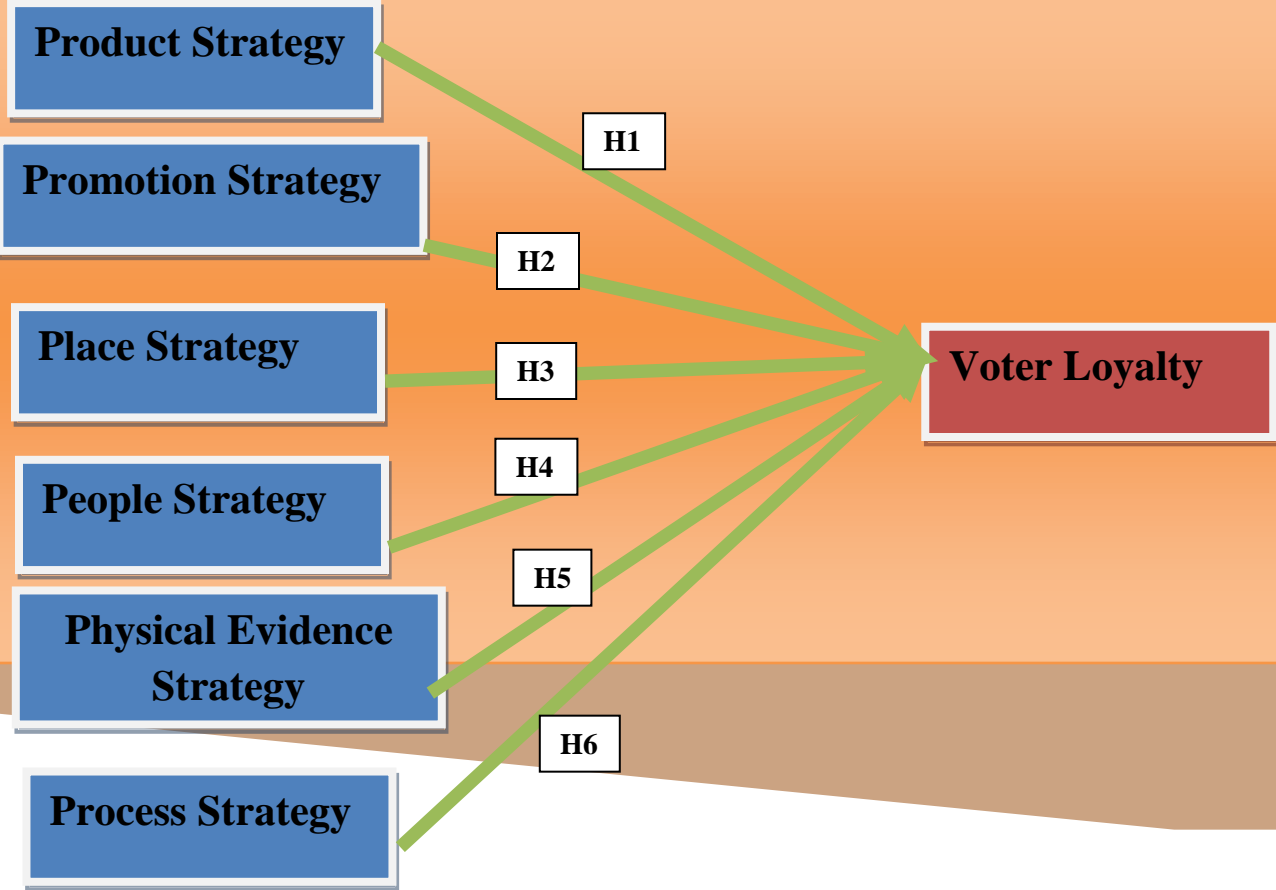 Product Strategy
H1
Promotion Strategy
H2
Place Strategy
H3
Voter Loyalty
People Strategy
H4
Physical Evidence
Strategy
H5
Process Strategy
H6